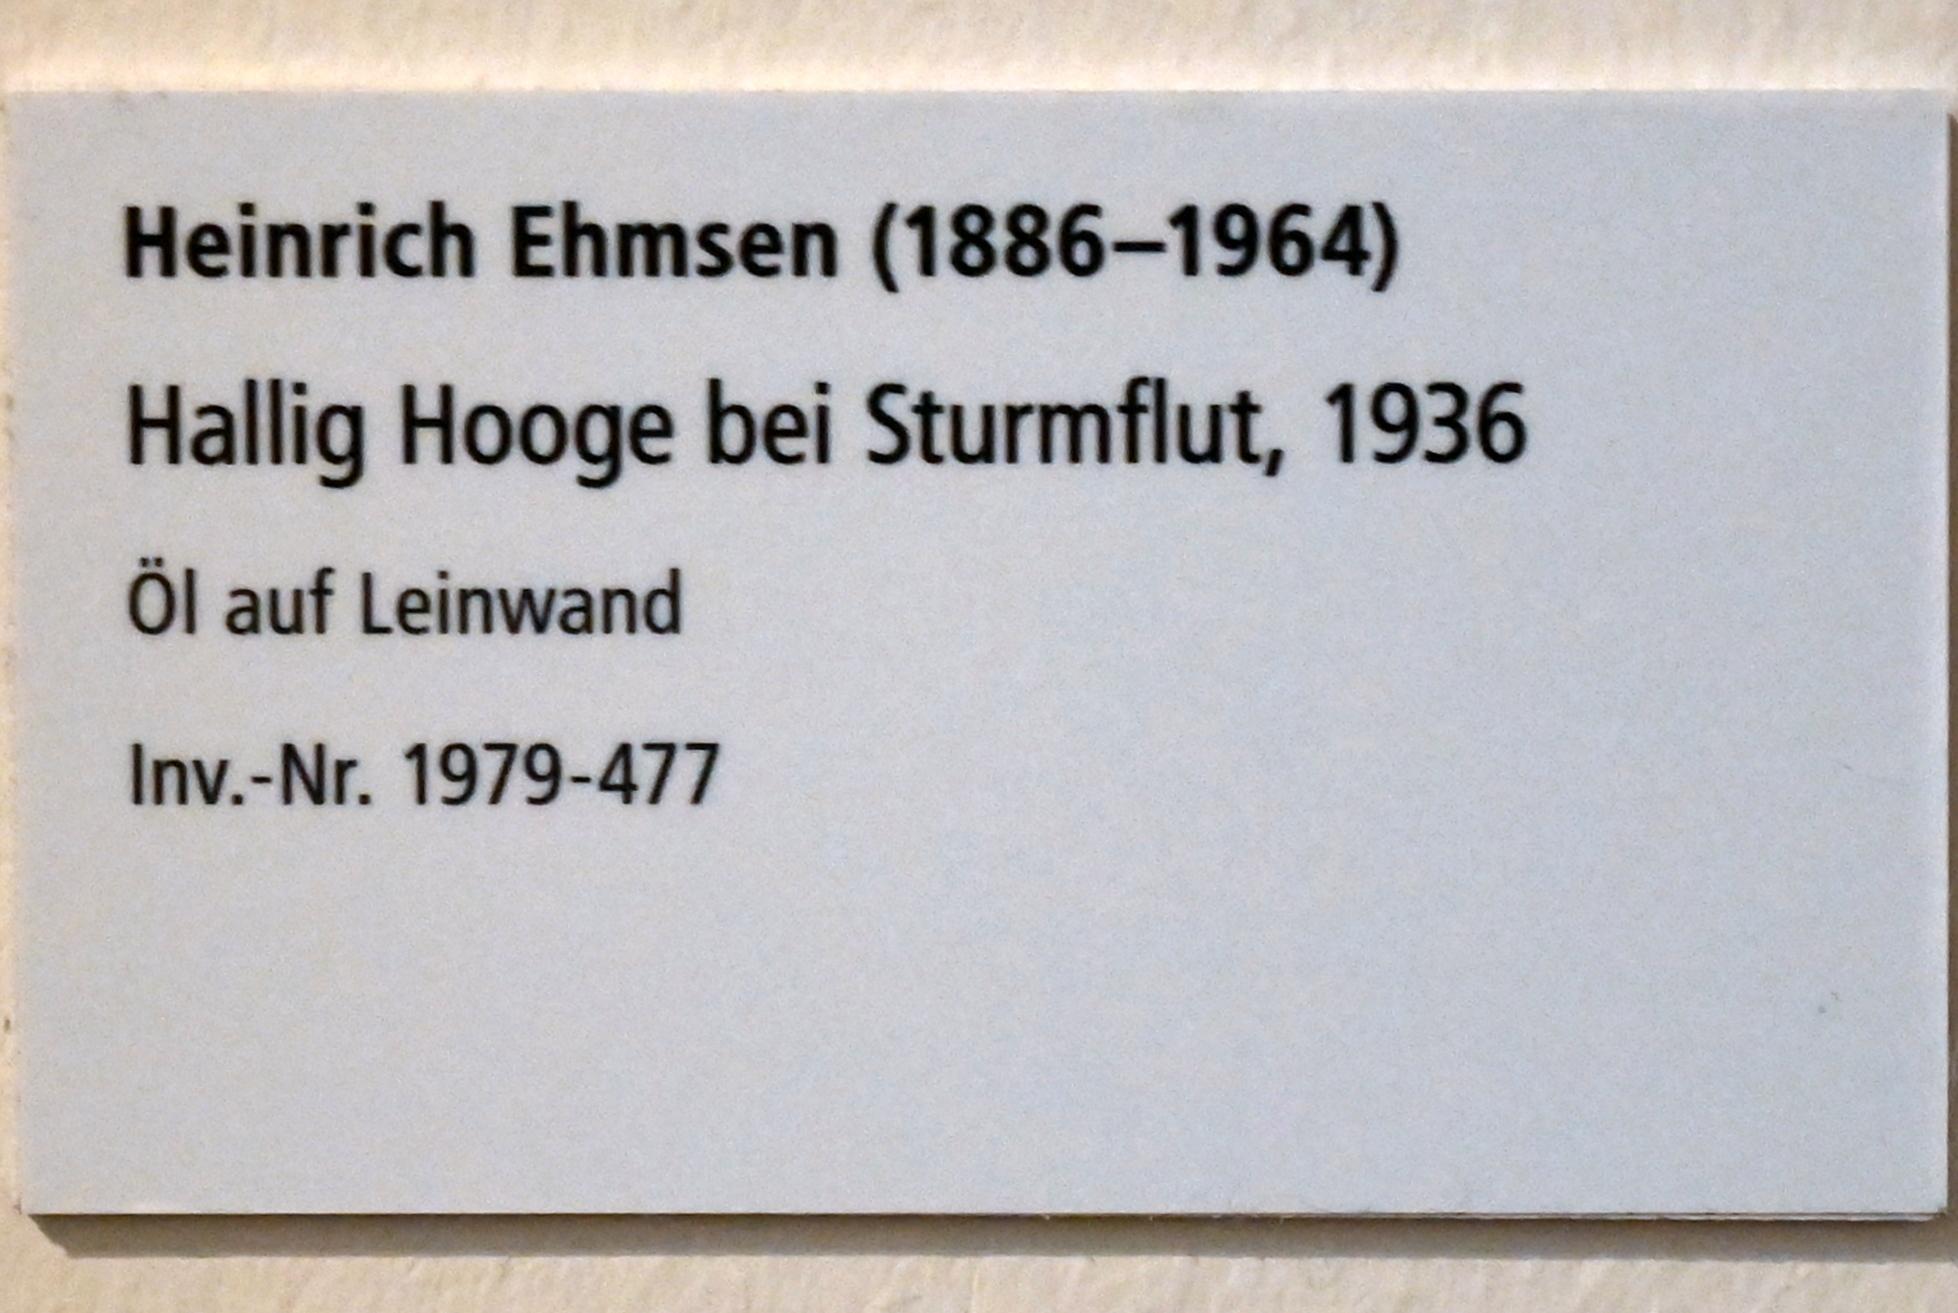 Heinrich Ehmsen (1886–1964)
Hallig Hooge bei Sturmflut, 1936
Öl auf Leinwand
Inv.-Nr. 1979-477